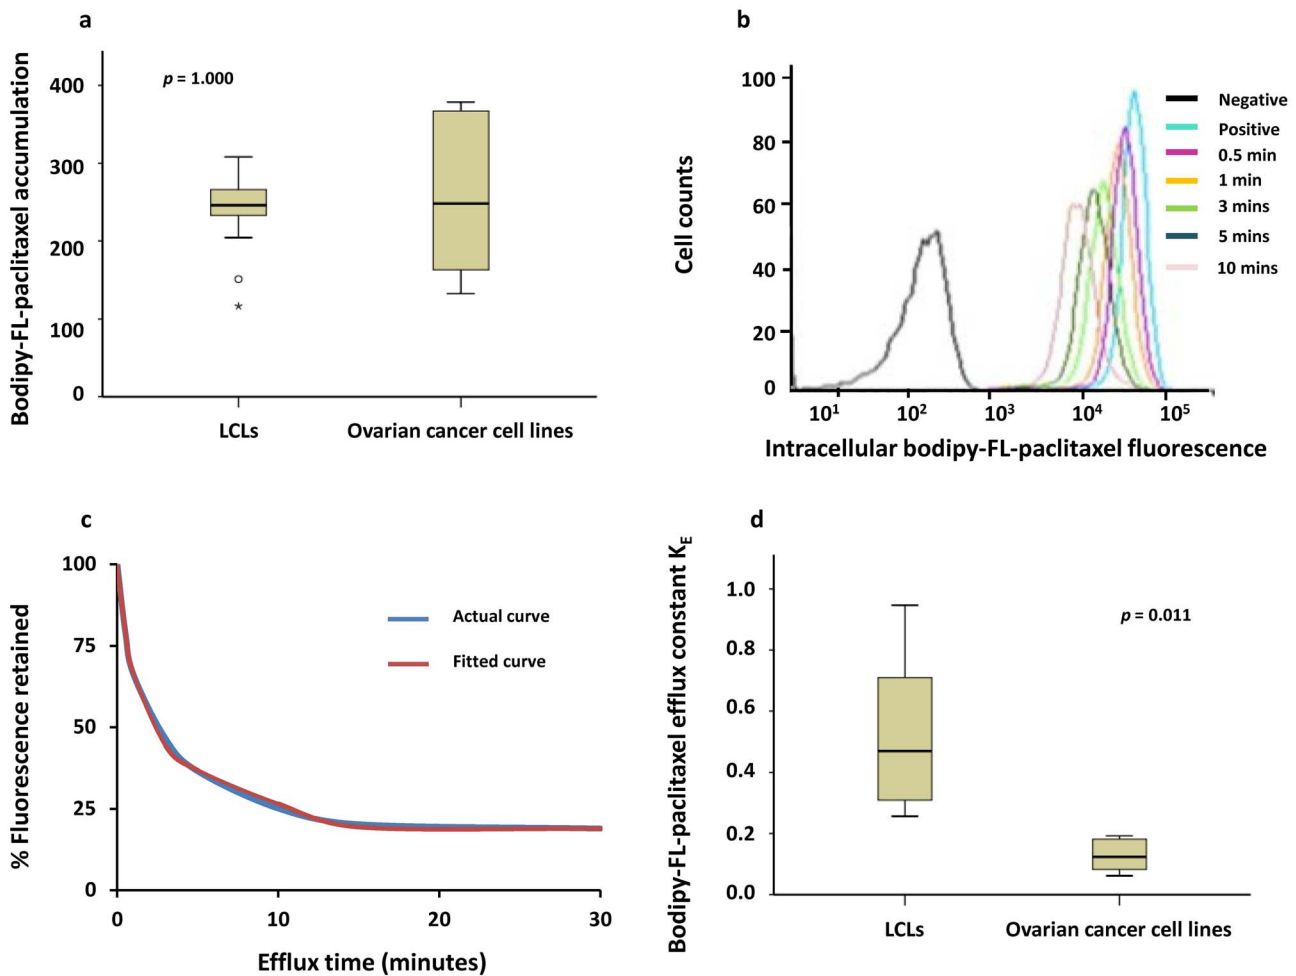 a
Bodipy-FL-paclitaxel accumulation
p = 1.000
400
300
200
100
0
LCLs
Ovarian cancer cell lines
b
Cell counts
100
80
60
40
20
0
10¹
10²
10³
10⁴
10⁵
Intracellular bodipy-FL-paclitaxel fluorescence
Negative
Positive
0.5 min
1 min
3 mins
5 mins
10 mins
c
% Fluorescence retained
100
75
50
25
0
0
10
20
30
Efflux time (minutes)
Actual curve
Fitted curve
d
Bodipy-FL-paclitaxel efflux constant K_E
p = 0.011
1.0
0.8
0.6
0.4
0.2
0.0
LCLs
Ovarian cancer cell lines